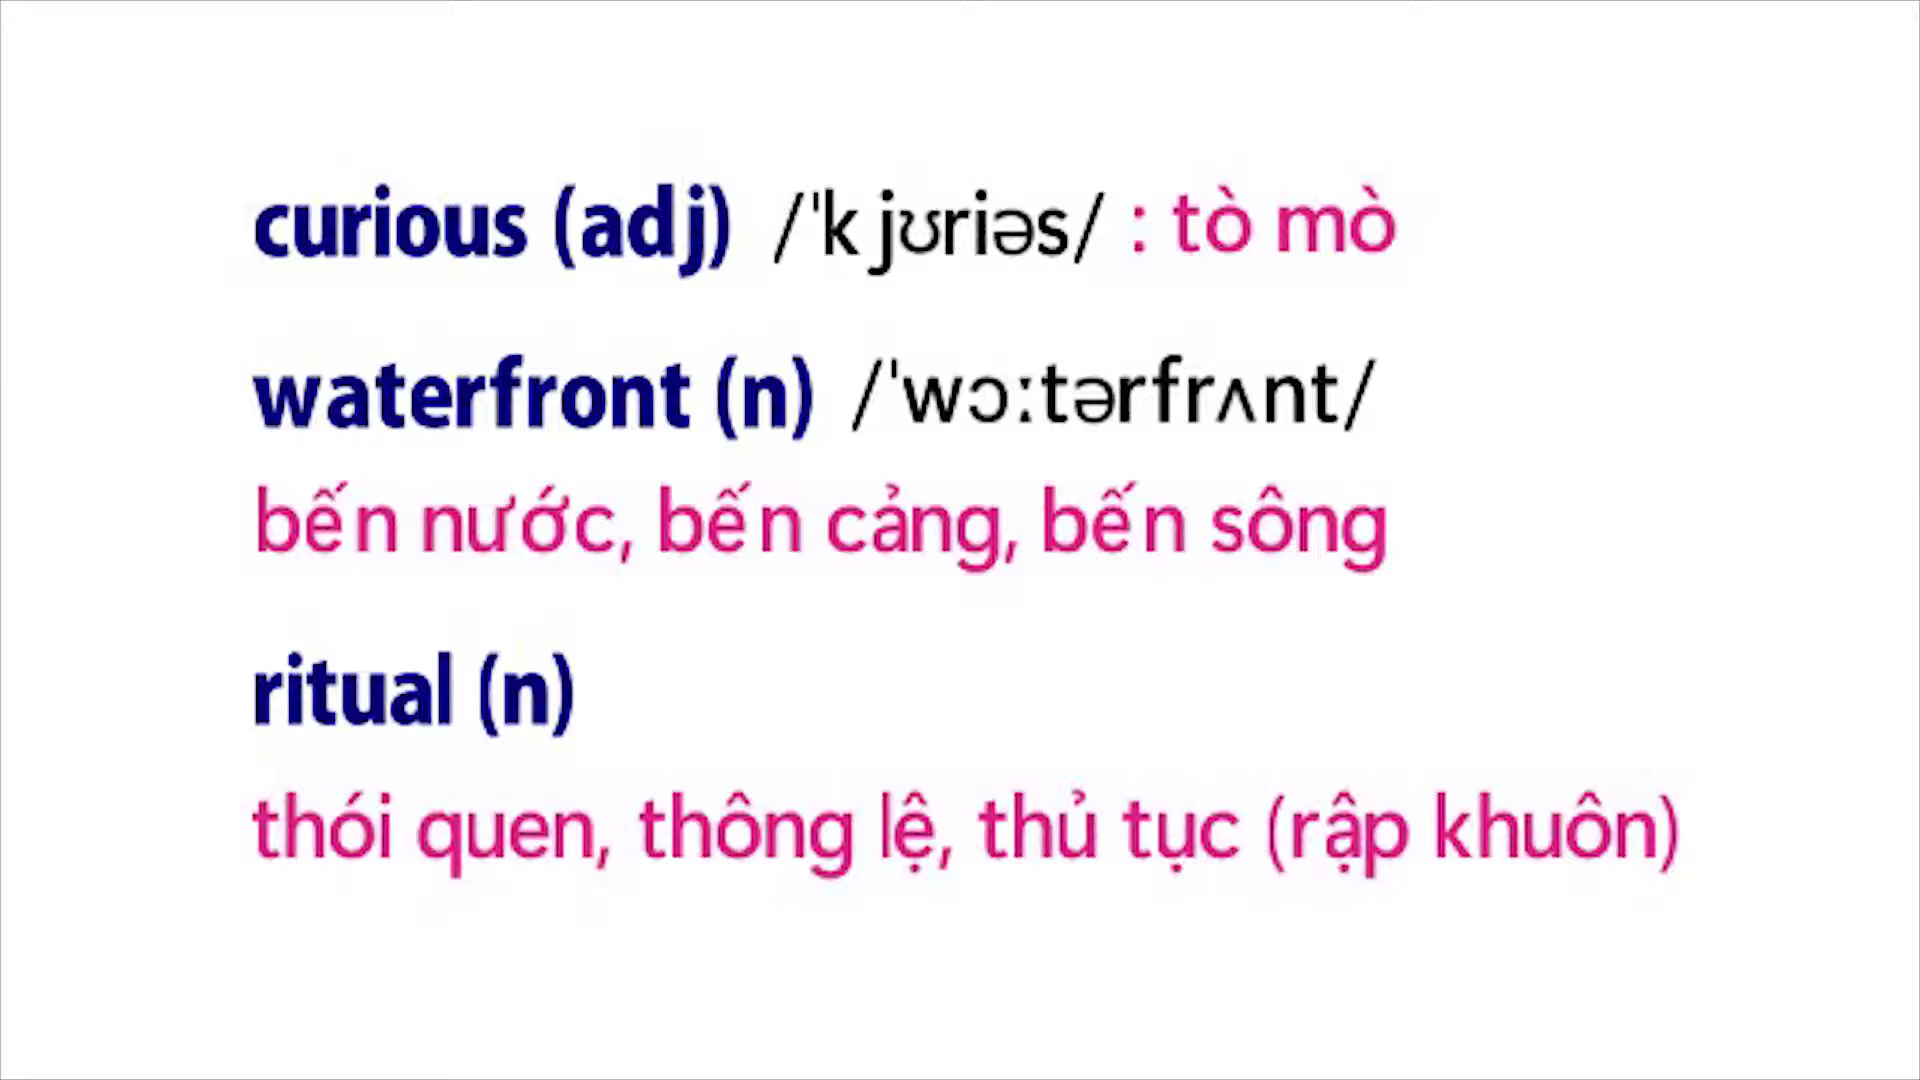 curious (adj) /ˈkjʊriəs/ : tò mò
waterfront (n) /ˈwɔːtərfrʌnt/
bến nước, bến cảng, bến sông
ritual (n)
thói quen, thông lệ, thủ tục (rập khuôn)